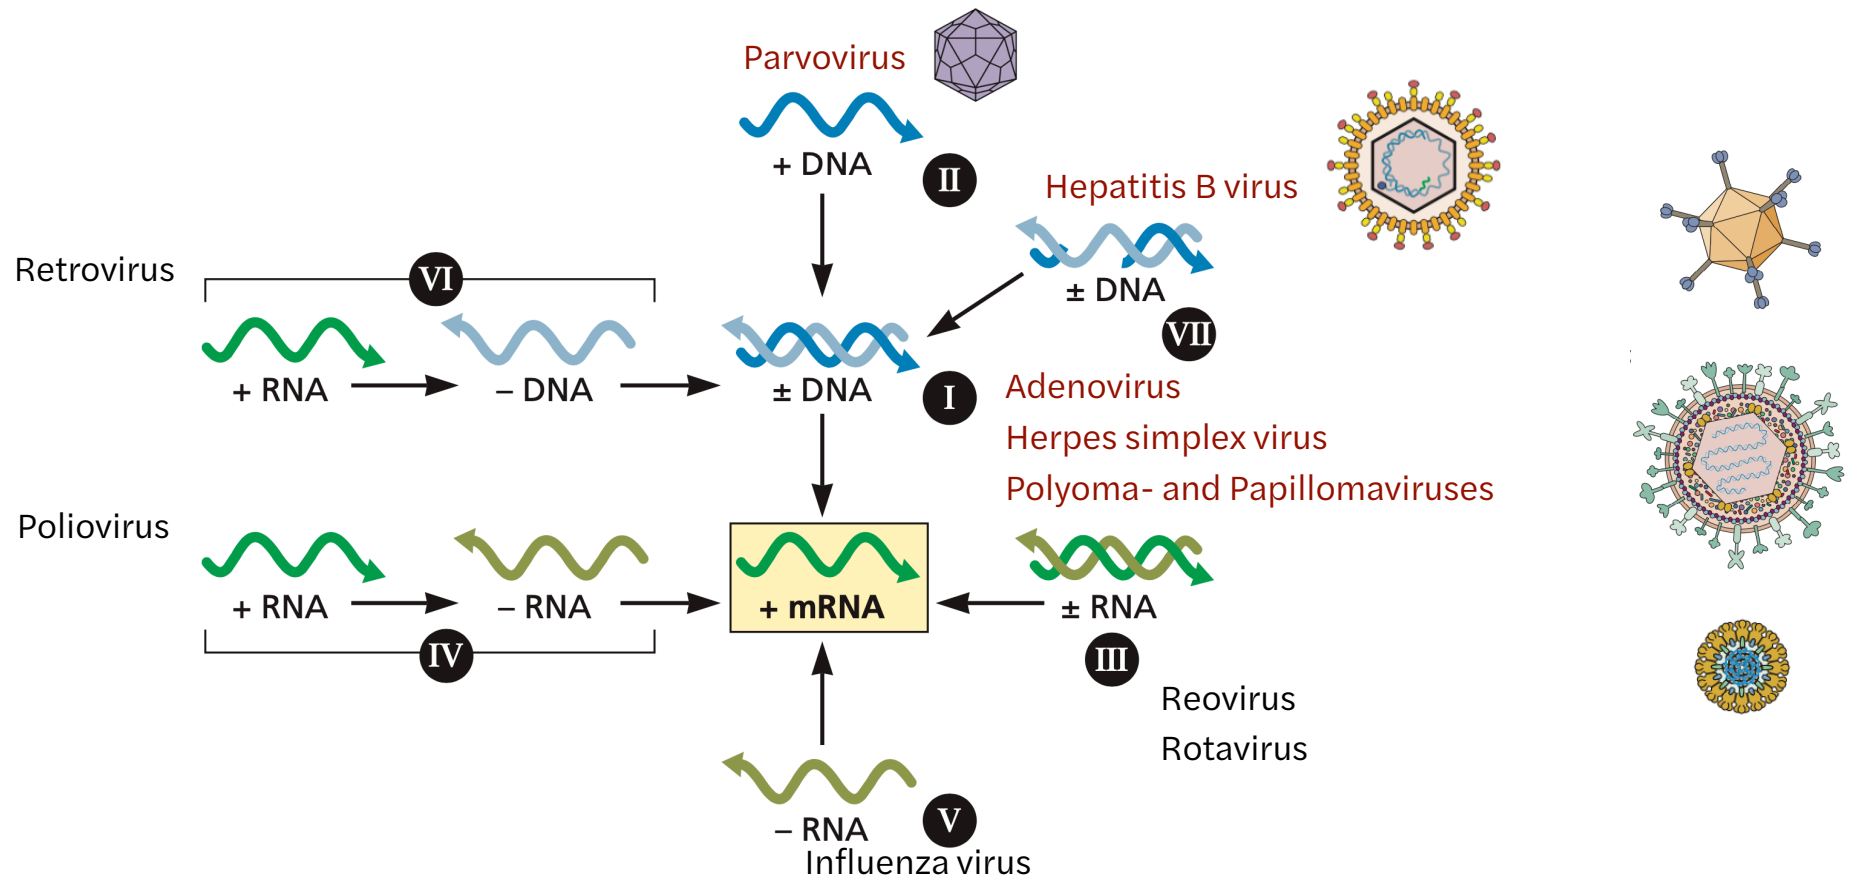 Parvovirus
+ DNA
II
Hepatitis B virus
± DNA
VII
Retrovirus
VI
+ RNA
– DNA
± DNA
I
Adenovirus
Herpes simplex virus
Polyoma- and Papillomaviruses
Poliovirus
+ RNA
– RNA
IV
+ mRNA
± RNA
III
Reovirus
Rotavirus
– RNA
V
Influenza virus